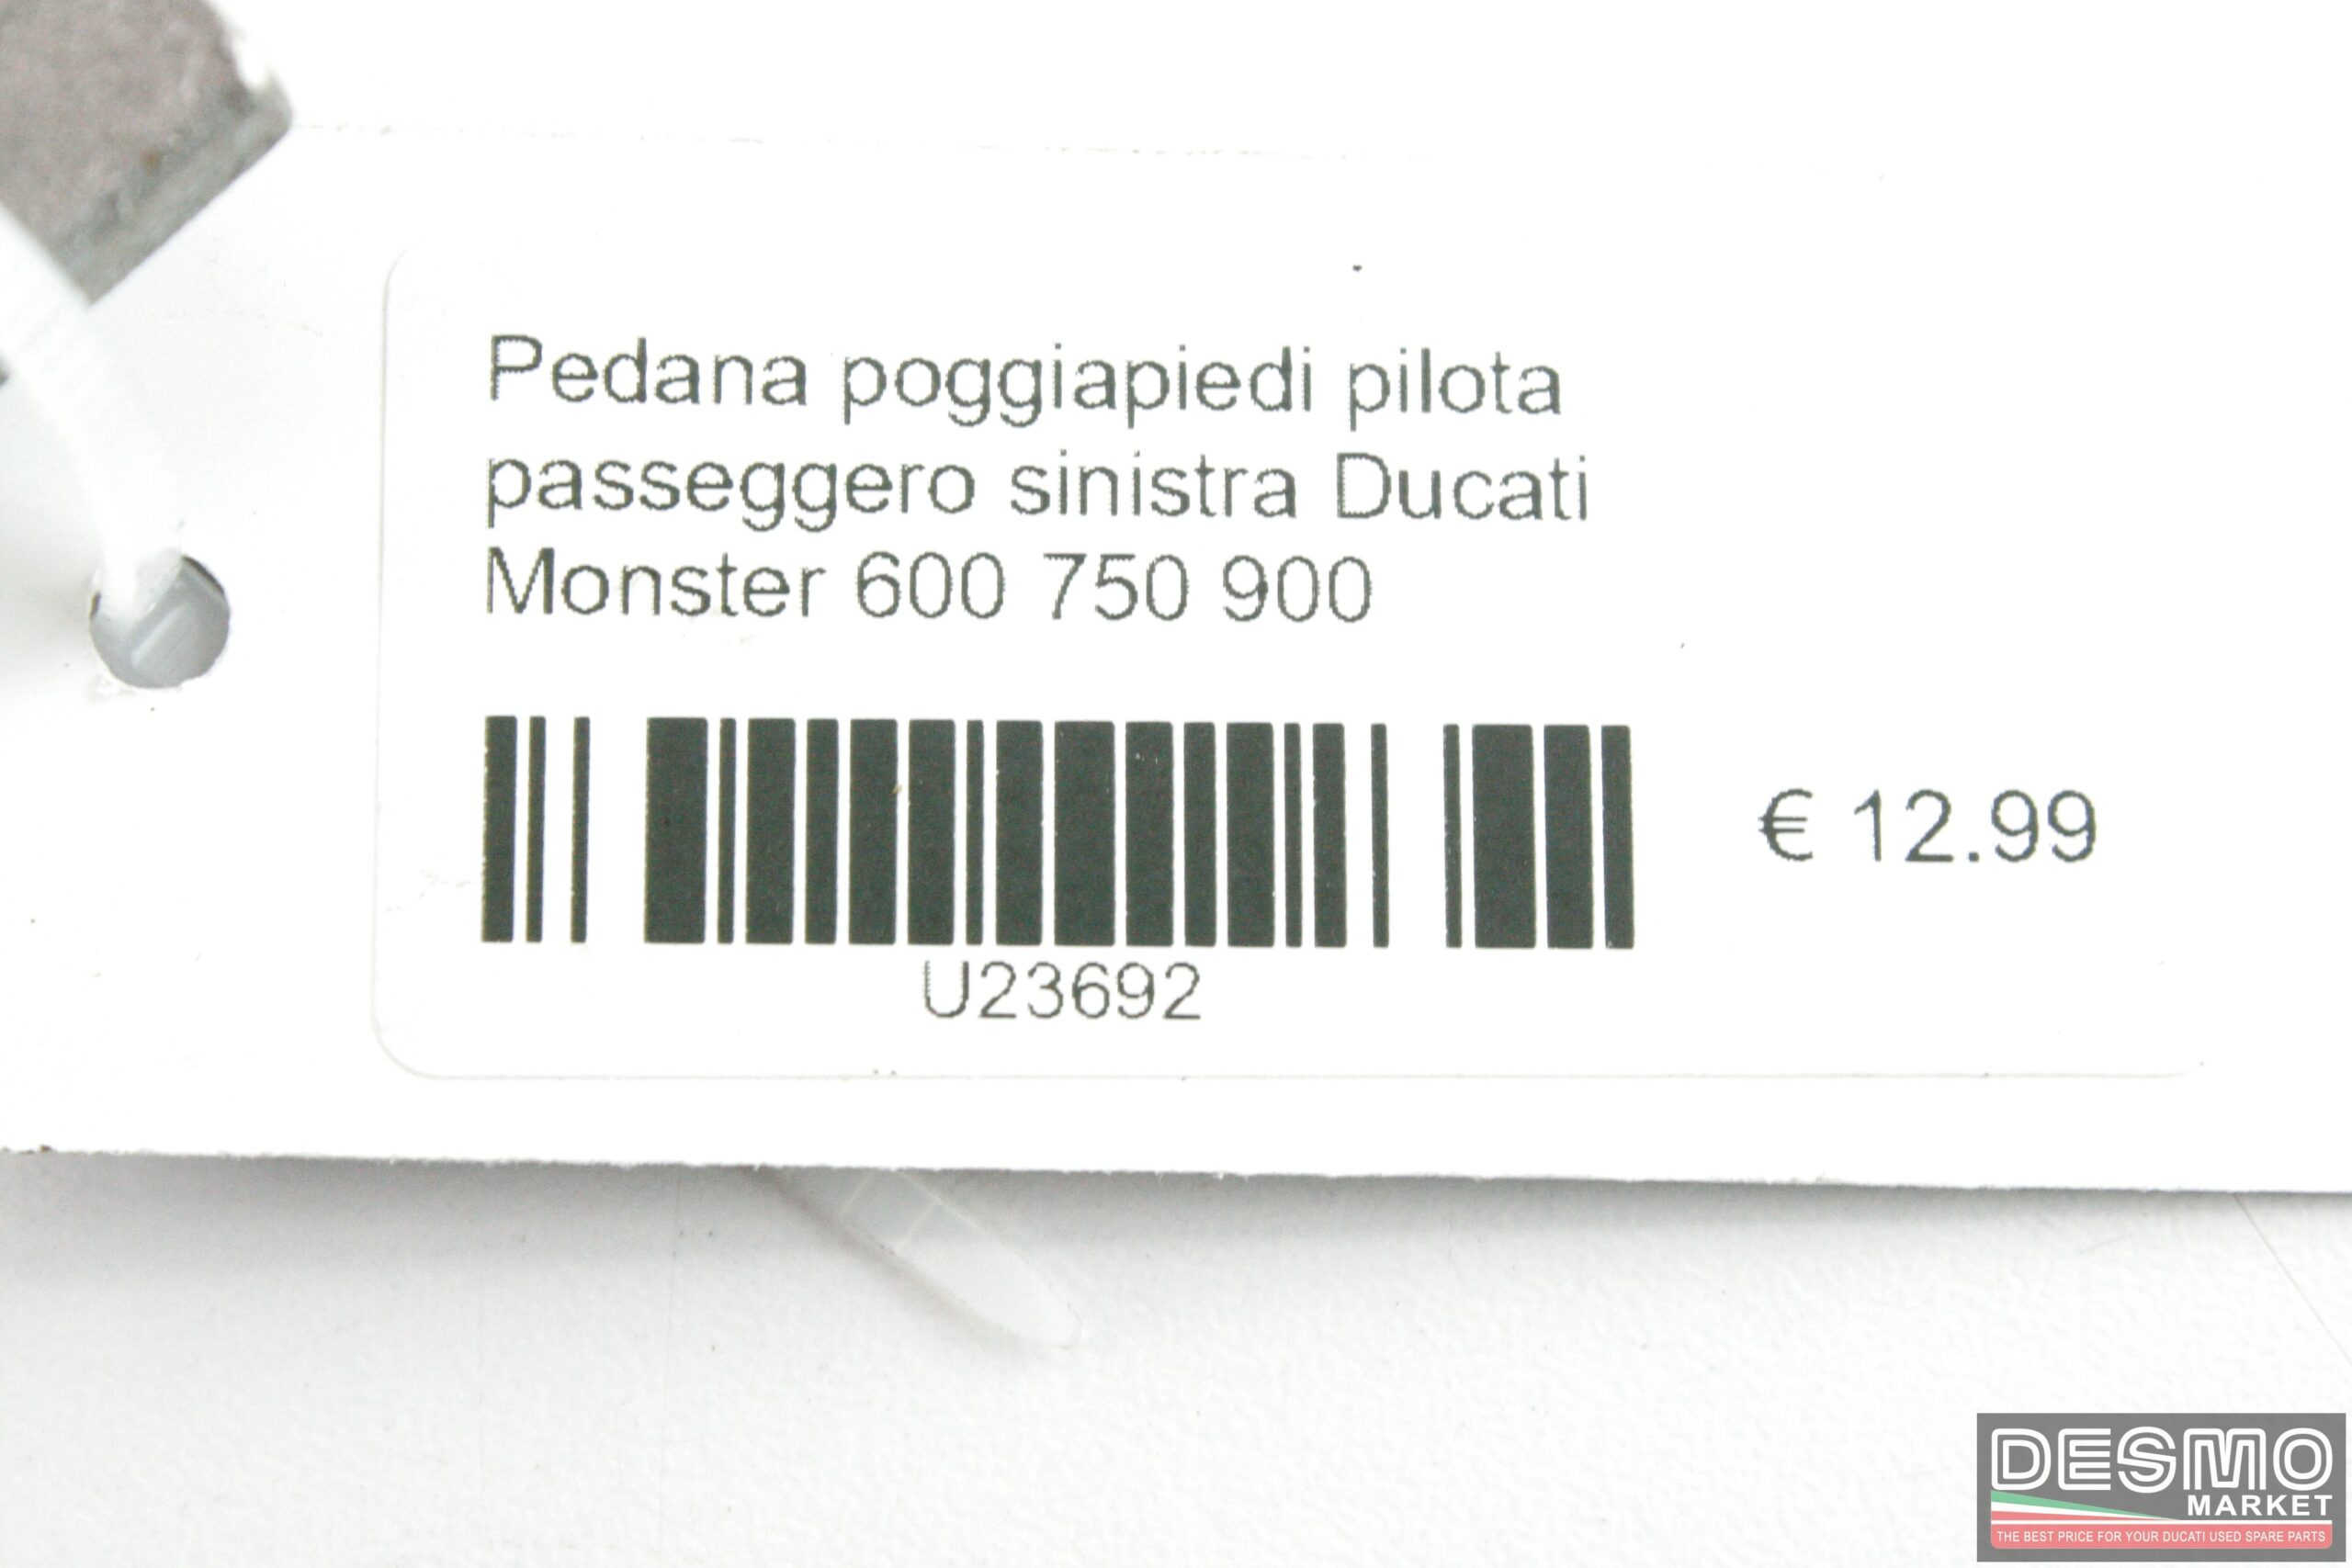 Pedana poggiapiedi pilota
passeggero sinistra Ducati
Monster 600 750 900
€ 12.99
U23692
DESMO
MARKET
THE BEST PRICE FOR YOUR DUCATI USED SPARE PARTS